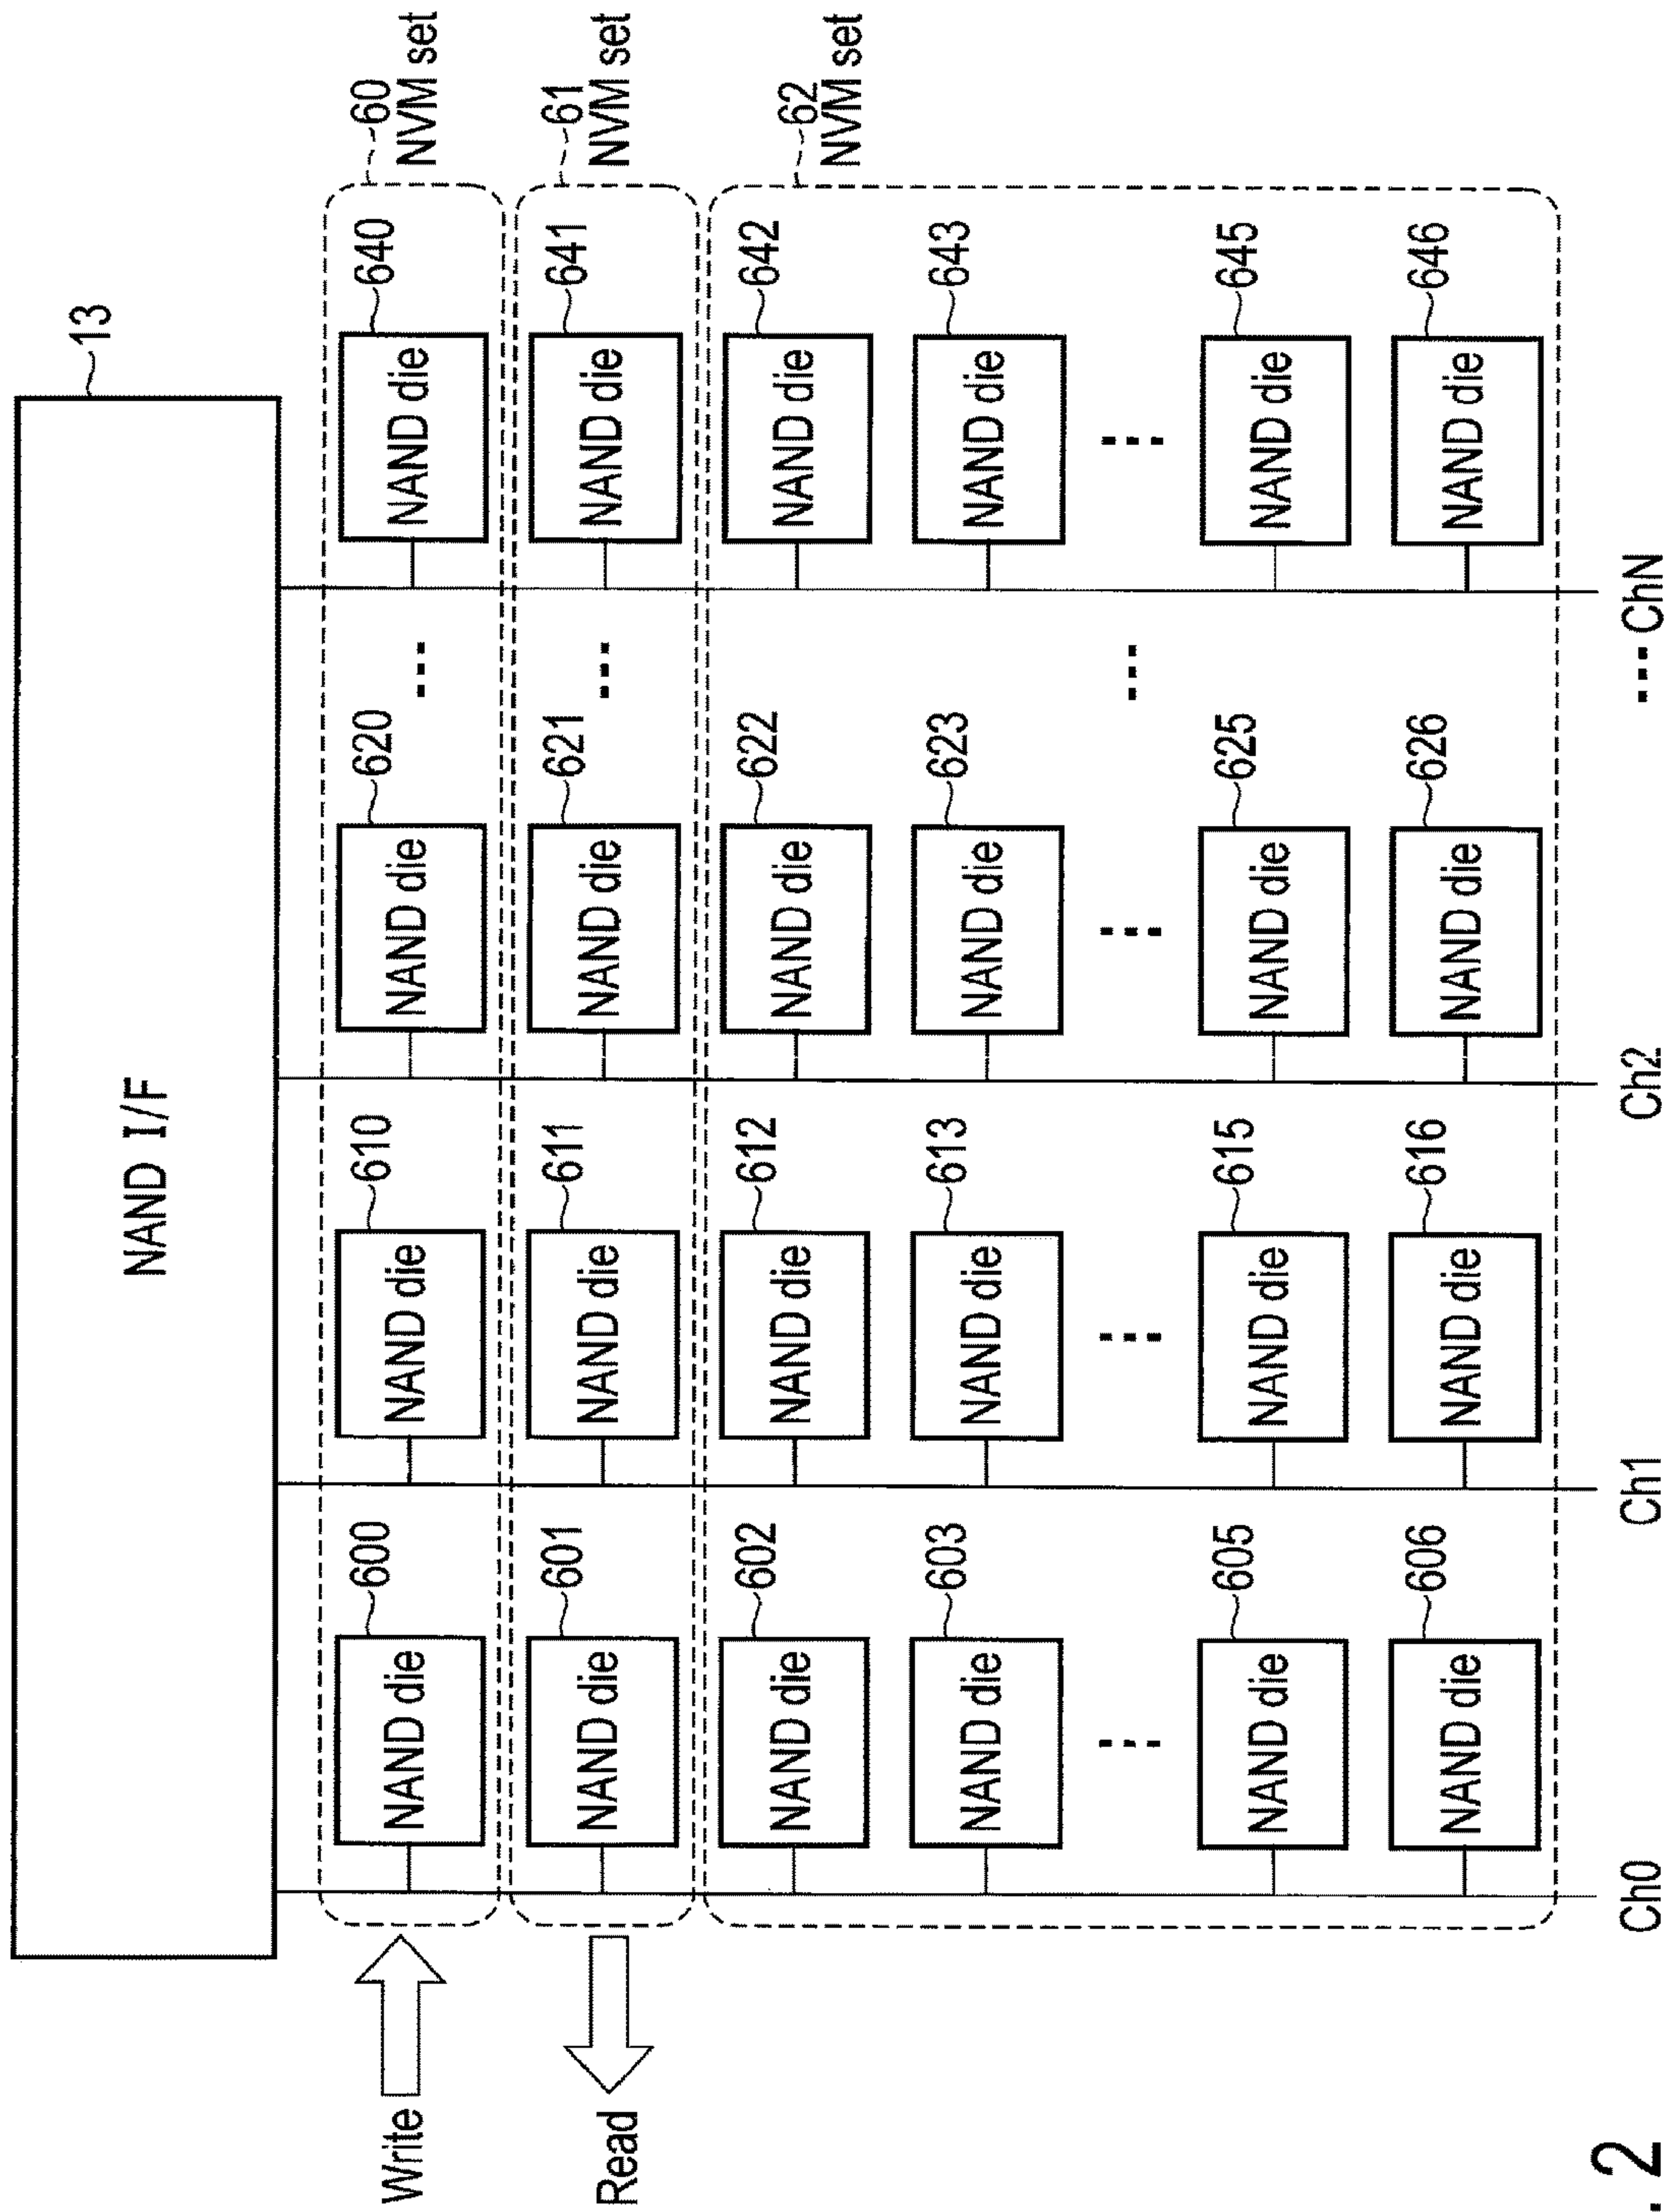 13
NAND I/F
60
NVM set
600
610
620
640
Write
NAND die
NAND die
NAND die
...
NAND die
61
NVM set
601
611
621
641
Read
NAND die
NAND die
NAND die
...
NAND die
62
NVM set
602
612
622
642
NAND die
NAND die
NAND die
NAND die
603
613
623
643
NAND die
NAND die
NAND die
NAND die
...
...
...
...
...
605
615
625
645
NAND die
NAND die
NAND die
NAND die
606
616
626
646
NAND die
NAND die
NAND die
NAND die
Ch0
Ch1
Ch2
... ChN
. 2